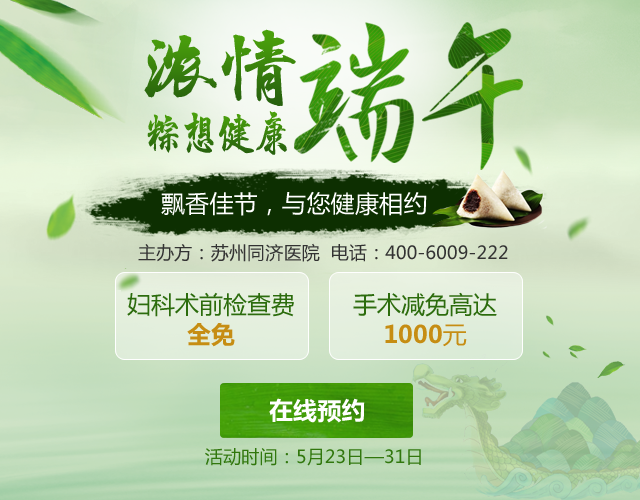 浓情端午
粽想健康
飘香佳节，与您健康相约
主办方：苏州同济医院 电话：400-6009-222
妇科术前检查费
全免
手术减免高达
1000元
在线预约
活动时间：5月23日—31日